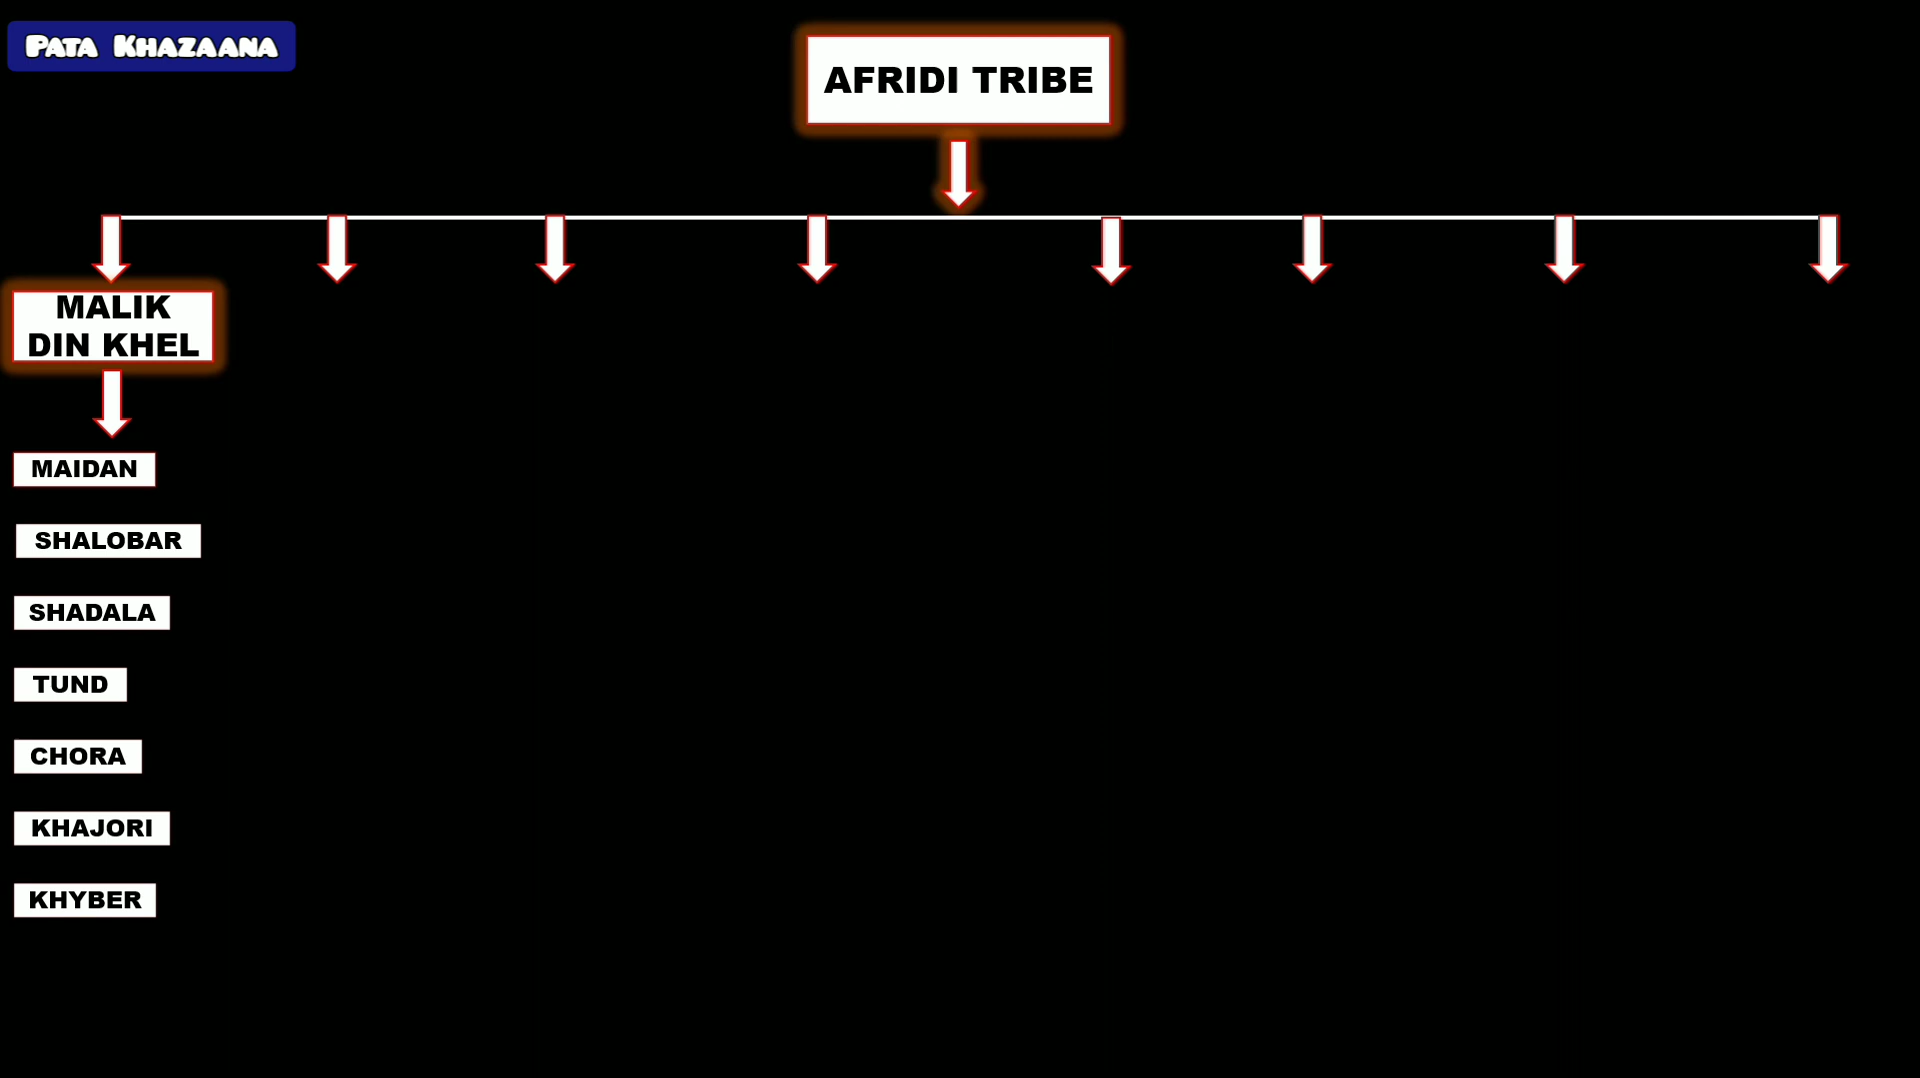 Pata Khazaana
AFRIDI TRIBE
MALIK
DIN KHEL
MAIDAN
SHALOBAR
SHADALA
TUND
CHORA
KHAJORI
KHYBER